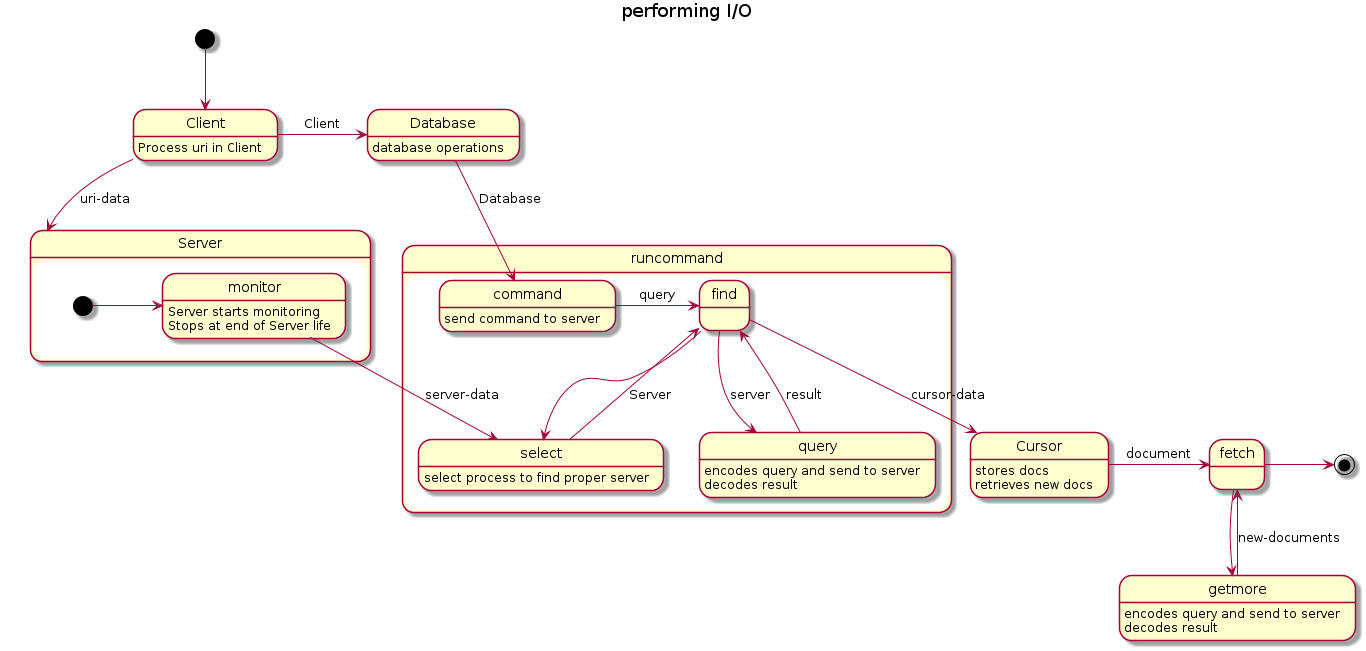 performing I/O
Client
Process uri in Client
Client
Database
database operations
uri-data
Database
Server
monitor
Server starts monitoring
Stops at end of Server life
runcommand
command
send command to server
query
find
server-data
Server
server
result
cursor-data
select
select process to find proper server
query
encodes query and send to server
decodes result
Cursor
stores docs
retrieves new docs
document
fetch
new-documents
getmore
encodes query and send to server
decodes result